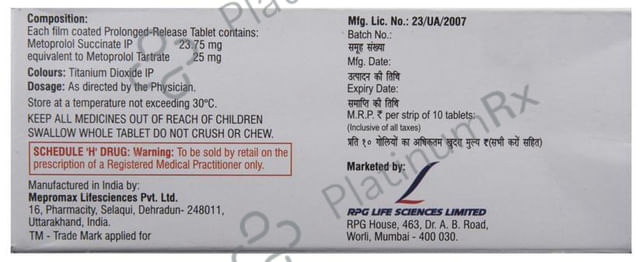 Composition:
Each film coated Prolonged-Release Tablet contains:
Metoprolol Succinate IP 23.75 mg
equivalent to Metoprolol Tartrate 25 mg
Colours: Titanium Dioxide IP
Dosage: As directed by the Physician.
Store at a temperature not exceeding 30°C.
KEEP ALL MEDICINES OUT OF REACH OF CHILDREN
SWALLOW WHOLE TABLET DO NOT CRUSH OR CHEW.
SCHEDULE 'H' DRUG: Warning: To be sold by retail on the
prescription of a Registered Medical Practitioner only.
Manufactured in India by:
Mepromax Lifesciences Pvt. Ltd.
16, Pharmacity, Selaqui, Dehradun- 248011,
Uttarakhand, India.
TM - Trade Mark applied for
Mfg. Lic. No.: 23/UA/2007
Batch No.:
समूह संख्या
Mfg. Date:
उत्पादन की तिथि
Expiry Date:
समाप्ति की तिथि
M.R.P. ₹ per strip of 10 tablets:
(Inclusive of all taxes)
प्रति १० गोलियों का अधिकतम खुदरा मुल्य ₹(सभी करों सहित)
Marketed by:
RPG LIFE SCIENCES LIMITED
RPG House, 463, Dr. A. B. Road,
Worli, Mumbai - 400 030.
PlatinumRx